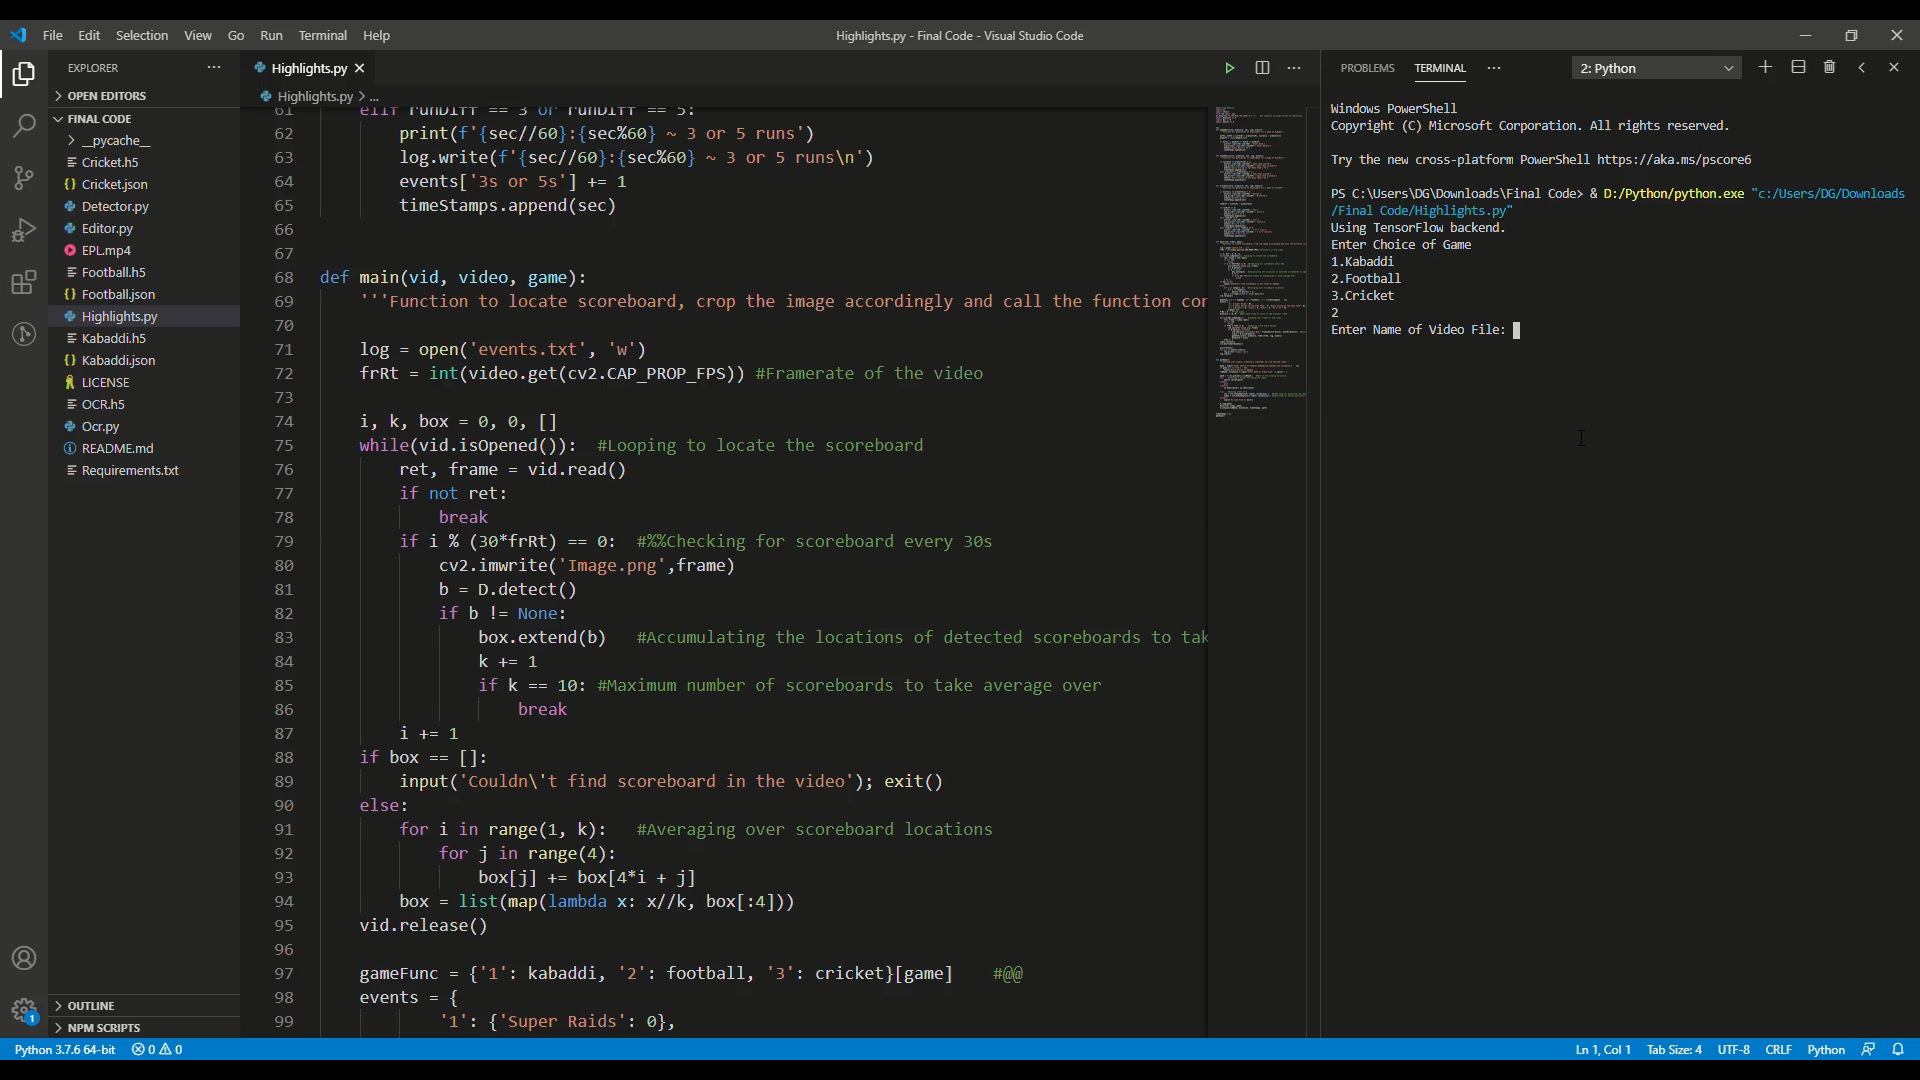 File Edit Selection View Go Run Terminal Help
Highlights.py - Final Code - Visual Studio Code
EXPLORER
OPEN EDITORS
FINAL CODE
__pycache__
Cricket.h5
Cricket.json
Detector.py
Editor.py
EPL.mp4
Football.h5
Football.json
Highlights.py
Kabaddi.h5
Kabaddi.json
LICENSE
OCR.h5
Ocr.py
README.md
Requirements.txt
OUTLINE
NPM SCRIPTS
Highlights.py
Highlights.py > ...
61 elif runDiff == 3 or runDiff == 5:
62 print(f'{sec//60}:{sec%60} ~ 3 or 5 runs')
63 log.write(f'{sec//60}:{sec%60} ~ 3 or 5 runs\n')
64 events['3s or 5s'] += 1
65 timeStamps.append(sec)
66
67
68 def main(vid, video, game):
69 '''Function to locate scoreboard, crop the image accordingly and call the function cor
70
71 log = open('events.txt', 'w')
72 frRt = int(video.get(cv2.CAP_PROP_FPS)) #Framerate of the video
73
74 i, k, box = 0, 0, []
75 while(vid.isOpened()): #Looping to locate the scoreboard
76 ret, frame = vid.read()
77 if not ret:
78 break
79 if i % (30*frRt) == 0: #%%Checking for scoreboard every 30s
80 cv2.imwrite('Image.png',frame)
81 b = D.detect()
82 if b != None:
83 box.extend(b) #Accumulating the locations of detected scoreboards to tak
84 k += 1
85 if k == 10: #Maximum number of scoreboards to take average over
86 break
87 i += 1
88 if box == []:
89 input('Couldn\'t find scoreboard in the video'); exit()
90 else:
91 for i in range(1, k): #Averaging over scoreboard locations
92 for j in range(4):
93 box[j] += box[4*i + j]
94 box = list(map(lambda x: x//k, box[:4]))
95 vid.release()
96
97 gameFunc = {'1': kabaddi, '2': football, '3': cricket}[game] #@@
98 events = {
99 '1': {'Super Raids': 0},
PROBLEMS TERMINAL
2: Python
Windows PowerShell
Copyright (C) Microsoft Corporation. All rights reserved.
Try the new cross-platform PowerShell https://aka.ms/pscore6
PS C:\Users\DG\Downloads\Final Code> & D:/Python/python.exe "c:/Users/DG/Downloads
/Final Code/Highlights.py"
Using TensorFlow backend.
Enter Choice of Game
1.Kabaddi
2.Football
3.Cricket
2
Enter Name of Video File:
1
Python 3.7.6 64-bit 0 0
Ln 1, Col 1 Tab Size: 4 UTF-8 CRLF Python